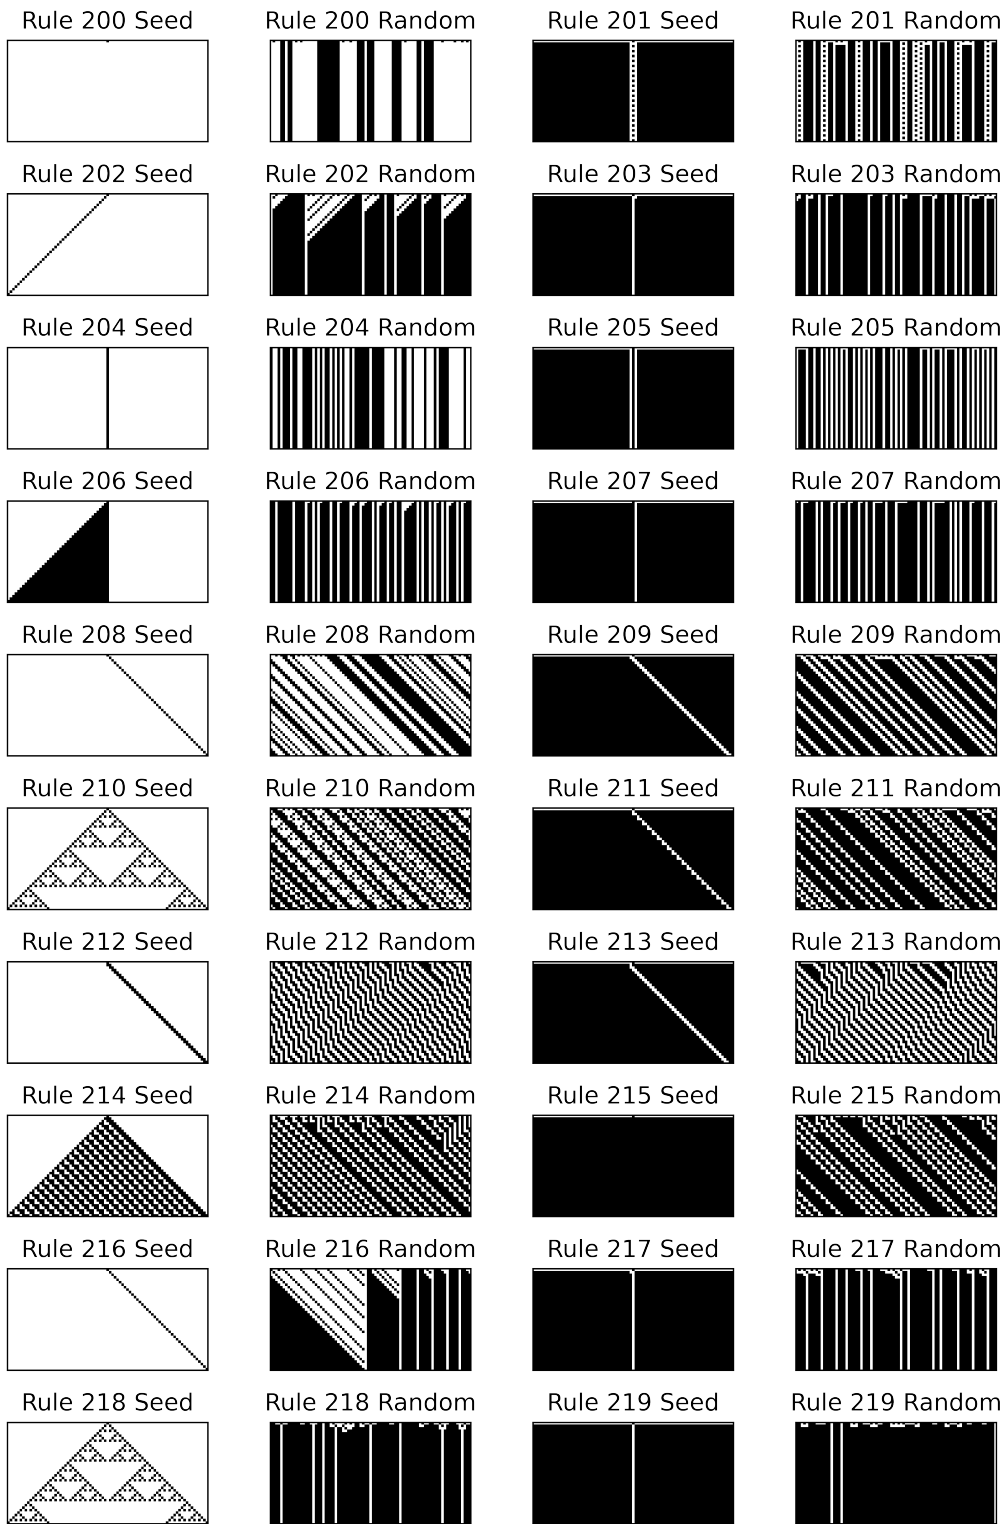 Rule 200 Seed
Rule 200 Random
Rule 201 Seed
Rule 201 Random
Rule 202 Seed
Rule 202 Random
Rule 203 Seed
Rule 203 Random
Rule 204 Seed
Rule 204 Random
Rule 205 Seed
Rule 205 Random
Rule 206 Seed
Rule 206 Random
Rule 207 Seed
Rule 207 Random
Rule 208 Seed
Rule 208 Random
Rule 209 Seed
Rule 209 Random
Rule 210 Seed
Rule 210 Random
Rule 211 Seed
Rule 211 Random
Rule 212 Seed
Rule 212 Random
Rule 213 Seed
Rule 213 Random
Rule 214 Seed
Rule 214 Random
Rule 215 Seed
Rule 215 Random
Rule 216 Seed
Rule 216 Random
Rule 217 Seed
Rule 217 Random
Rule 218 Seed
Rule 218 Random
Rule 219 Seed
Rule 219 Random